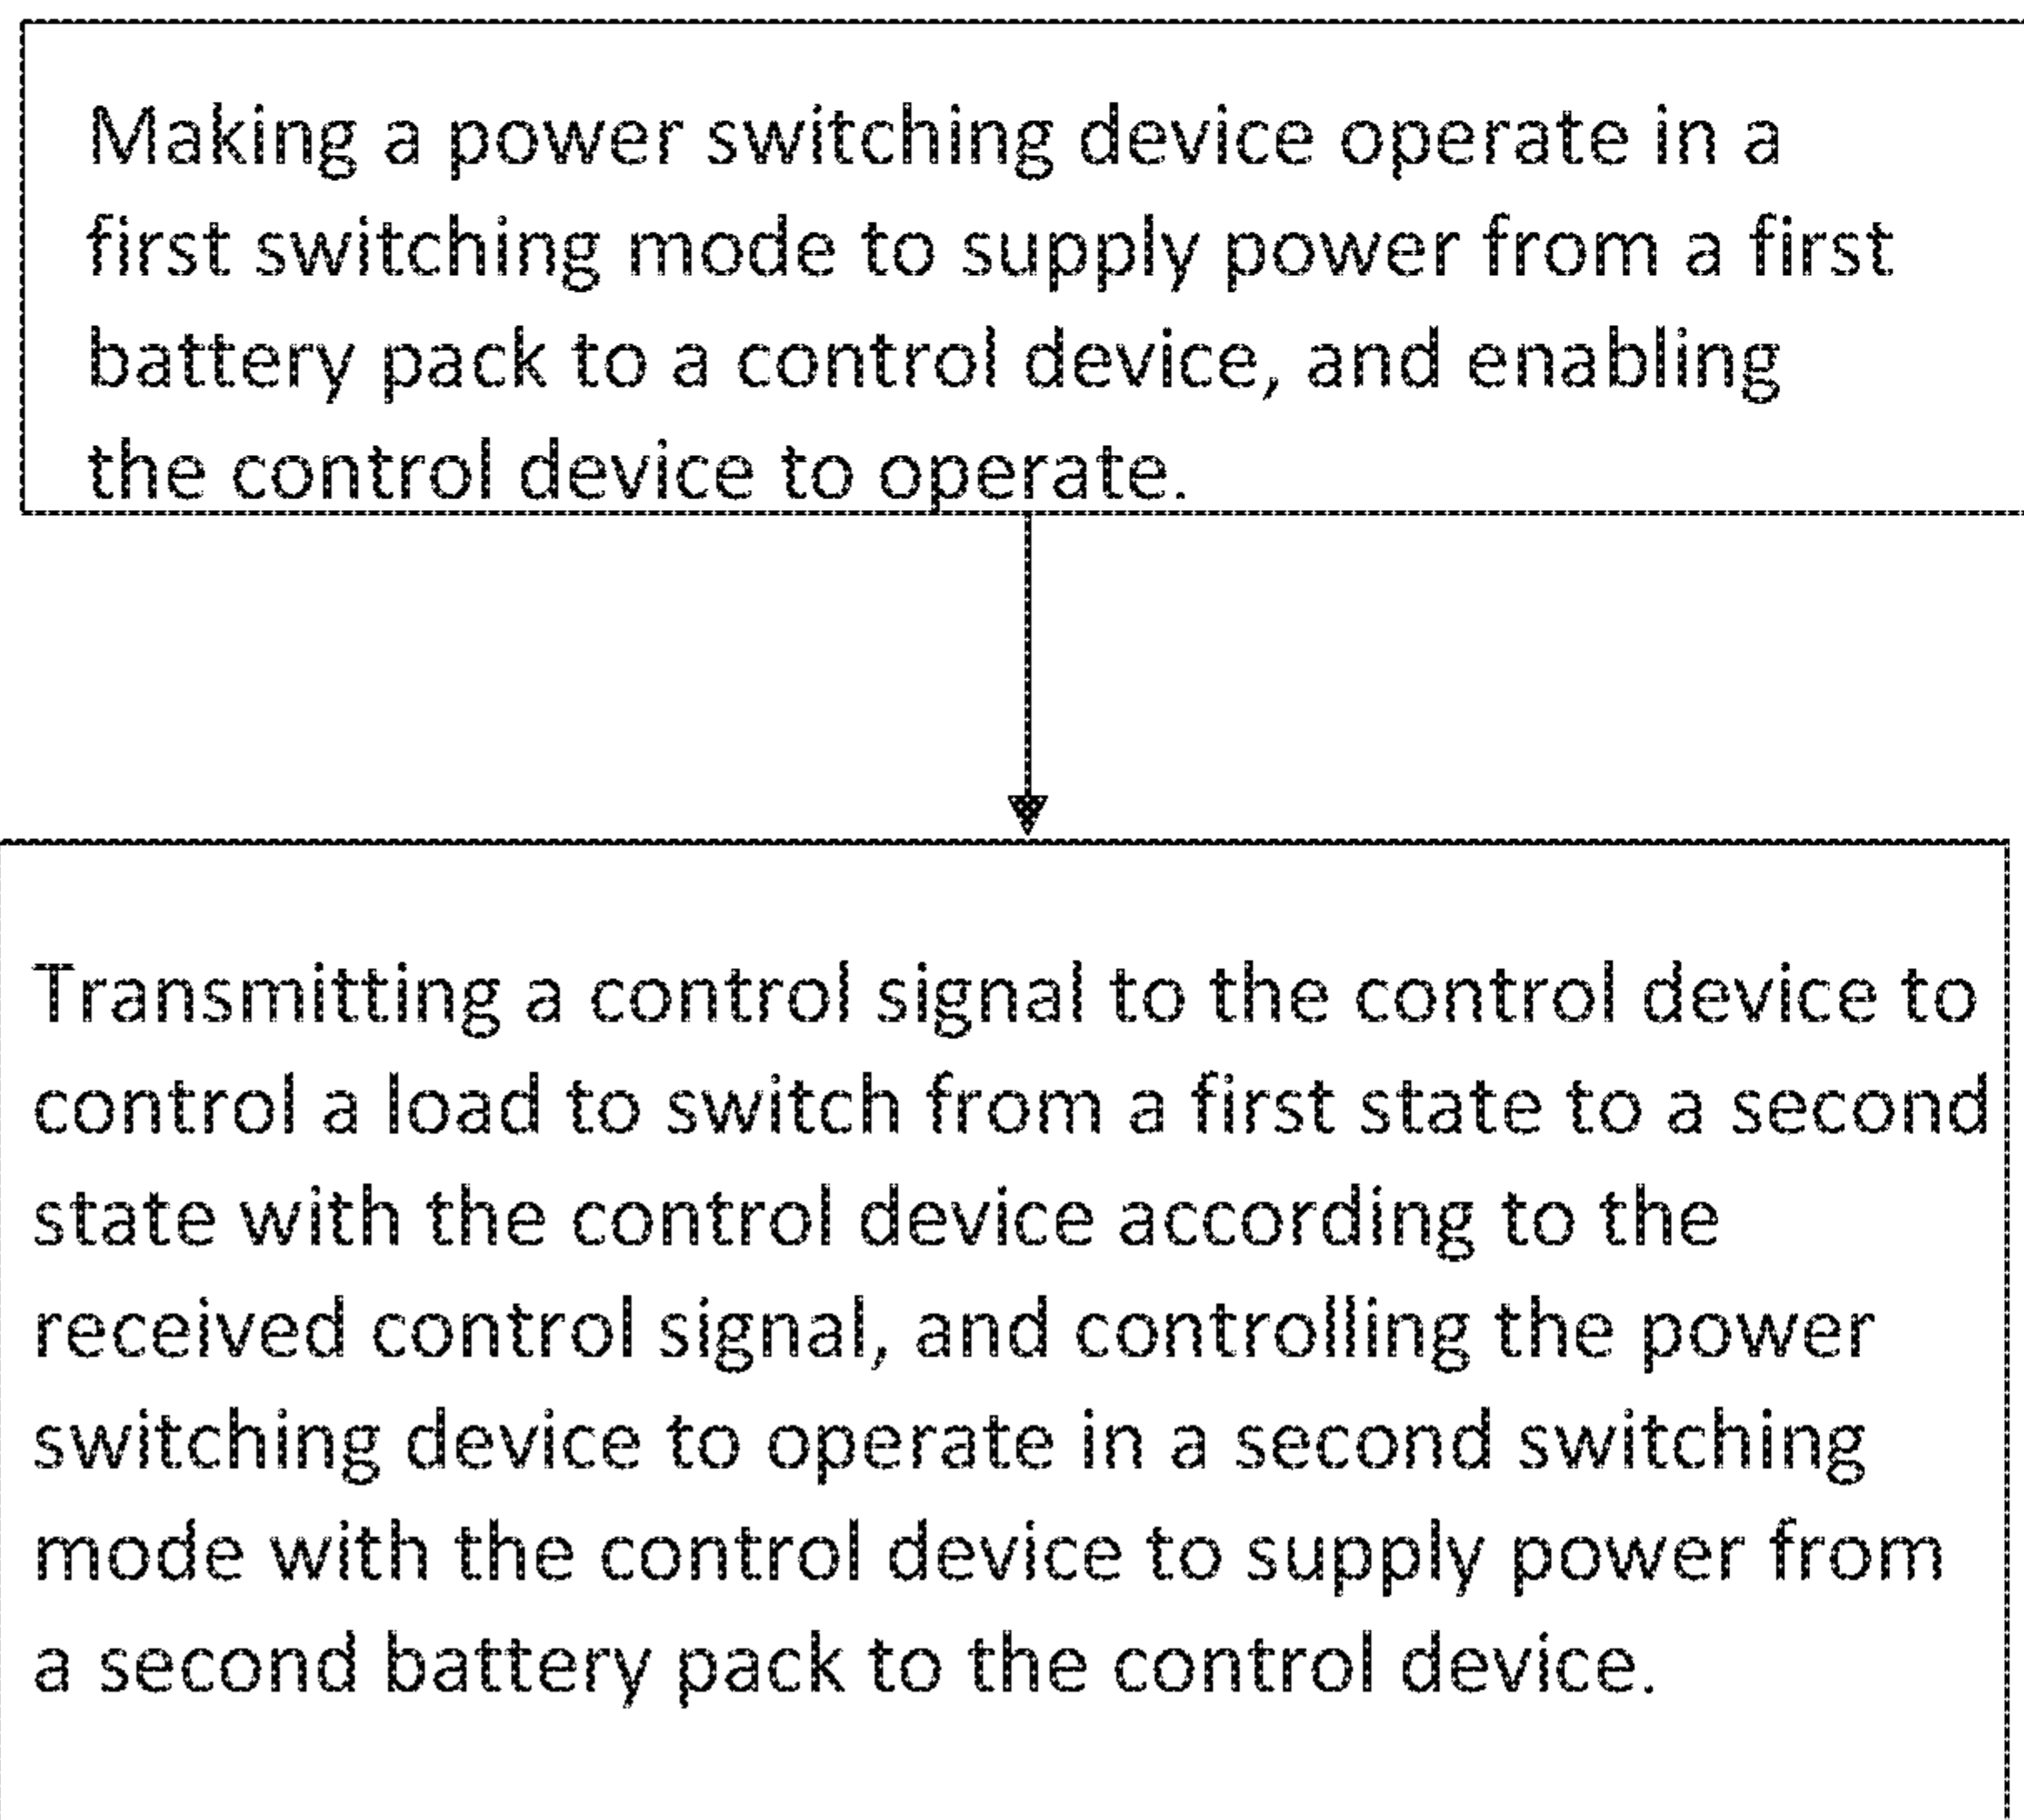 Making a power switching device operate in a
first switching mode to supply power from a first
battery pack to a control device, and enabling
the control device to operate.
Transmitting a control signal to the control device to
control a load to switch from a first state to a second
state with the control device according to the
received control signal, and controlling the power
switching device to operate in a second switching
mode with the control device to supply power from
a second battery pack to the control device.